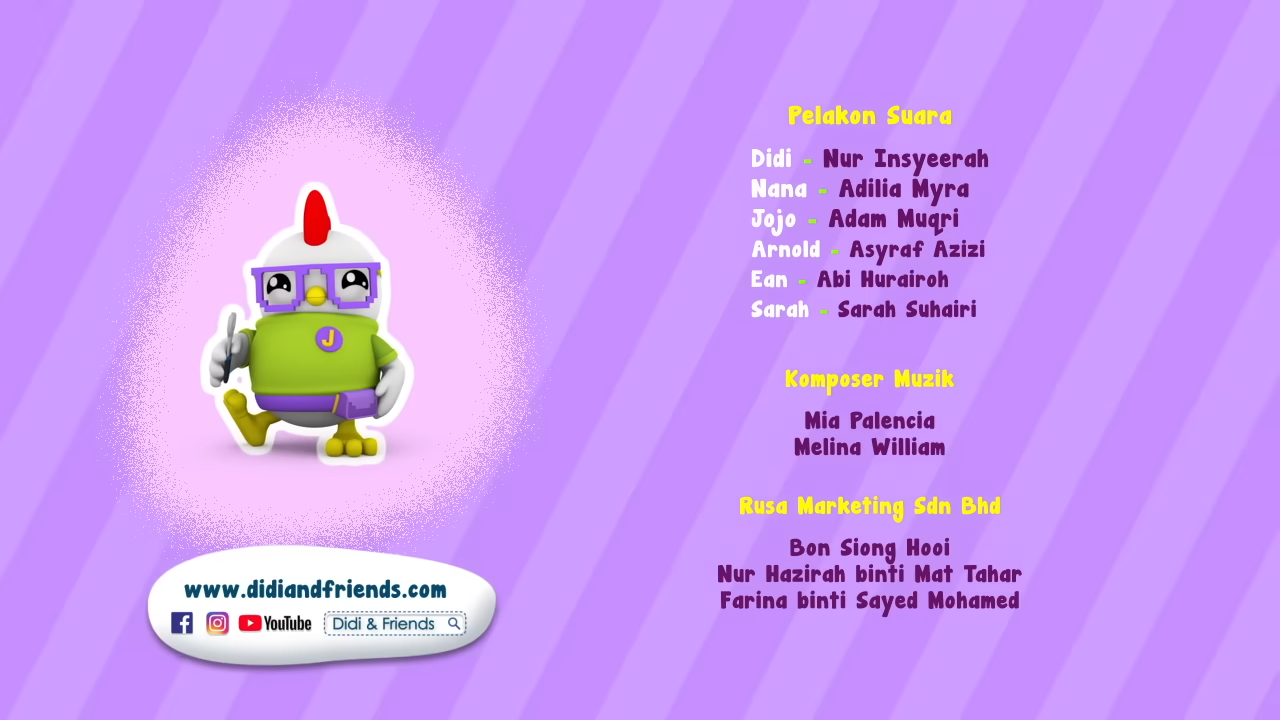 Pelakon Suara
Didi - Nur Insyeerah
Nana - Adilia Myra
Jojo - Adam Muqri
Arnold - Asyraf Azizi
Ean - Abi Hurairoh
Sarah - Sarah Suhairi
Komposer Muzik
Mia Palencia
Melina William
Rusa Marketing Sdn Bhd
Bon Siong Hooi
Nur Hazirah binti Mat Tahar
Farina binti Sayed Mohamed
J
www.didiandfriends.com
YouTube
Didi & Friends